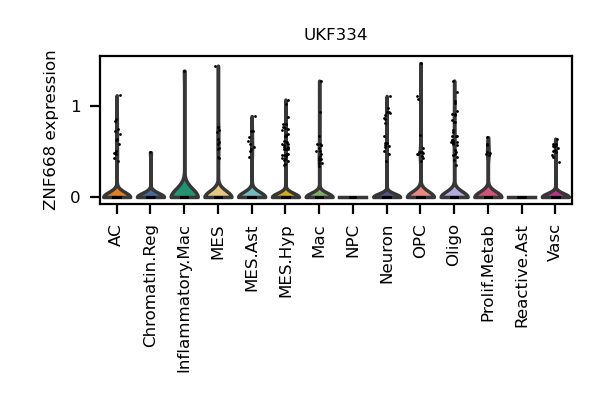 UKF334
ZNF668 expression
1
0
AC
Chromatin.Reg
Inflammatory.Mac
MES
MES.Ast
MES.Hyp
Mac
NPC
Neuron
OPC
Oligo
Prolif.Metab
Reactive.Ast
Vasc